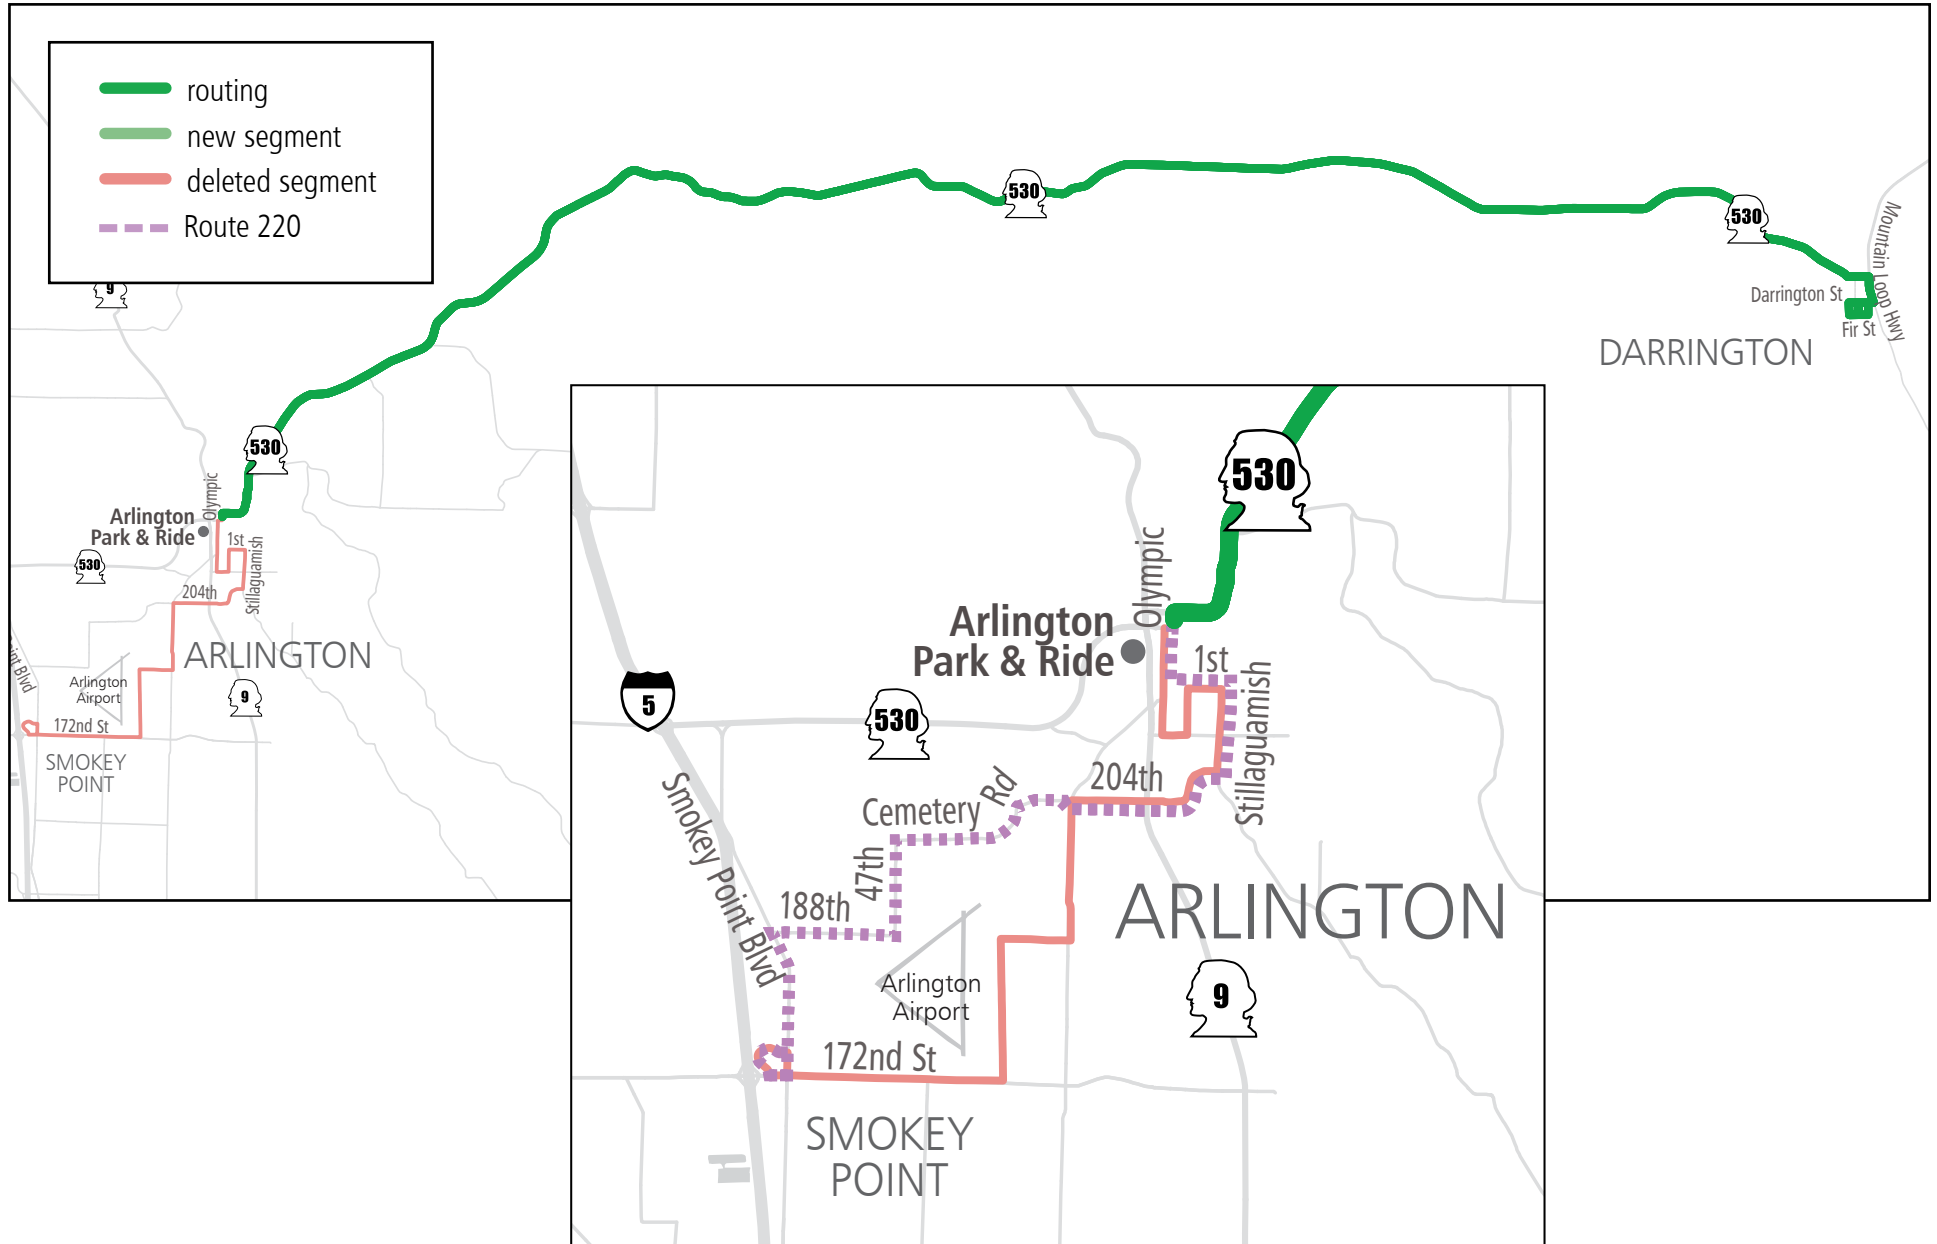 routing
new segment
deleted segment
Route 220
9
530
530
Mountain Loop Hwy
Darrington St
Fir St
DARRINGTON
530
Olympic
Arlington
Park & Ride
1st
530
Stillaguamish
204th
ARLINGTON
int Blvd
Arlington
Airport
9
172nd St
SMOKEY
POINT
530
Olympic
Arlington
Park & Ride
1st
Stillaguamish
5
530
204th
Smokey Point Blvd
Cemetery Rd
47th
188th
ARLINGTON
Arlington
Airport
9
172nd St
SMOKEY
POINT